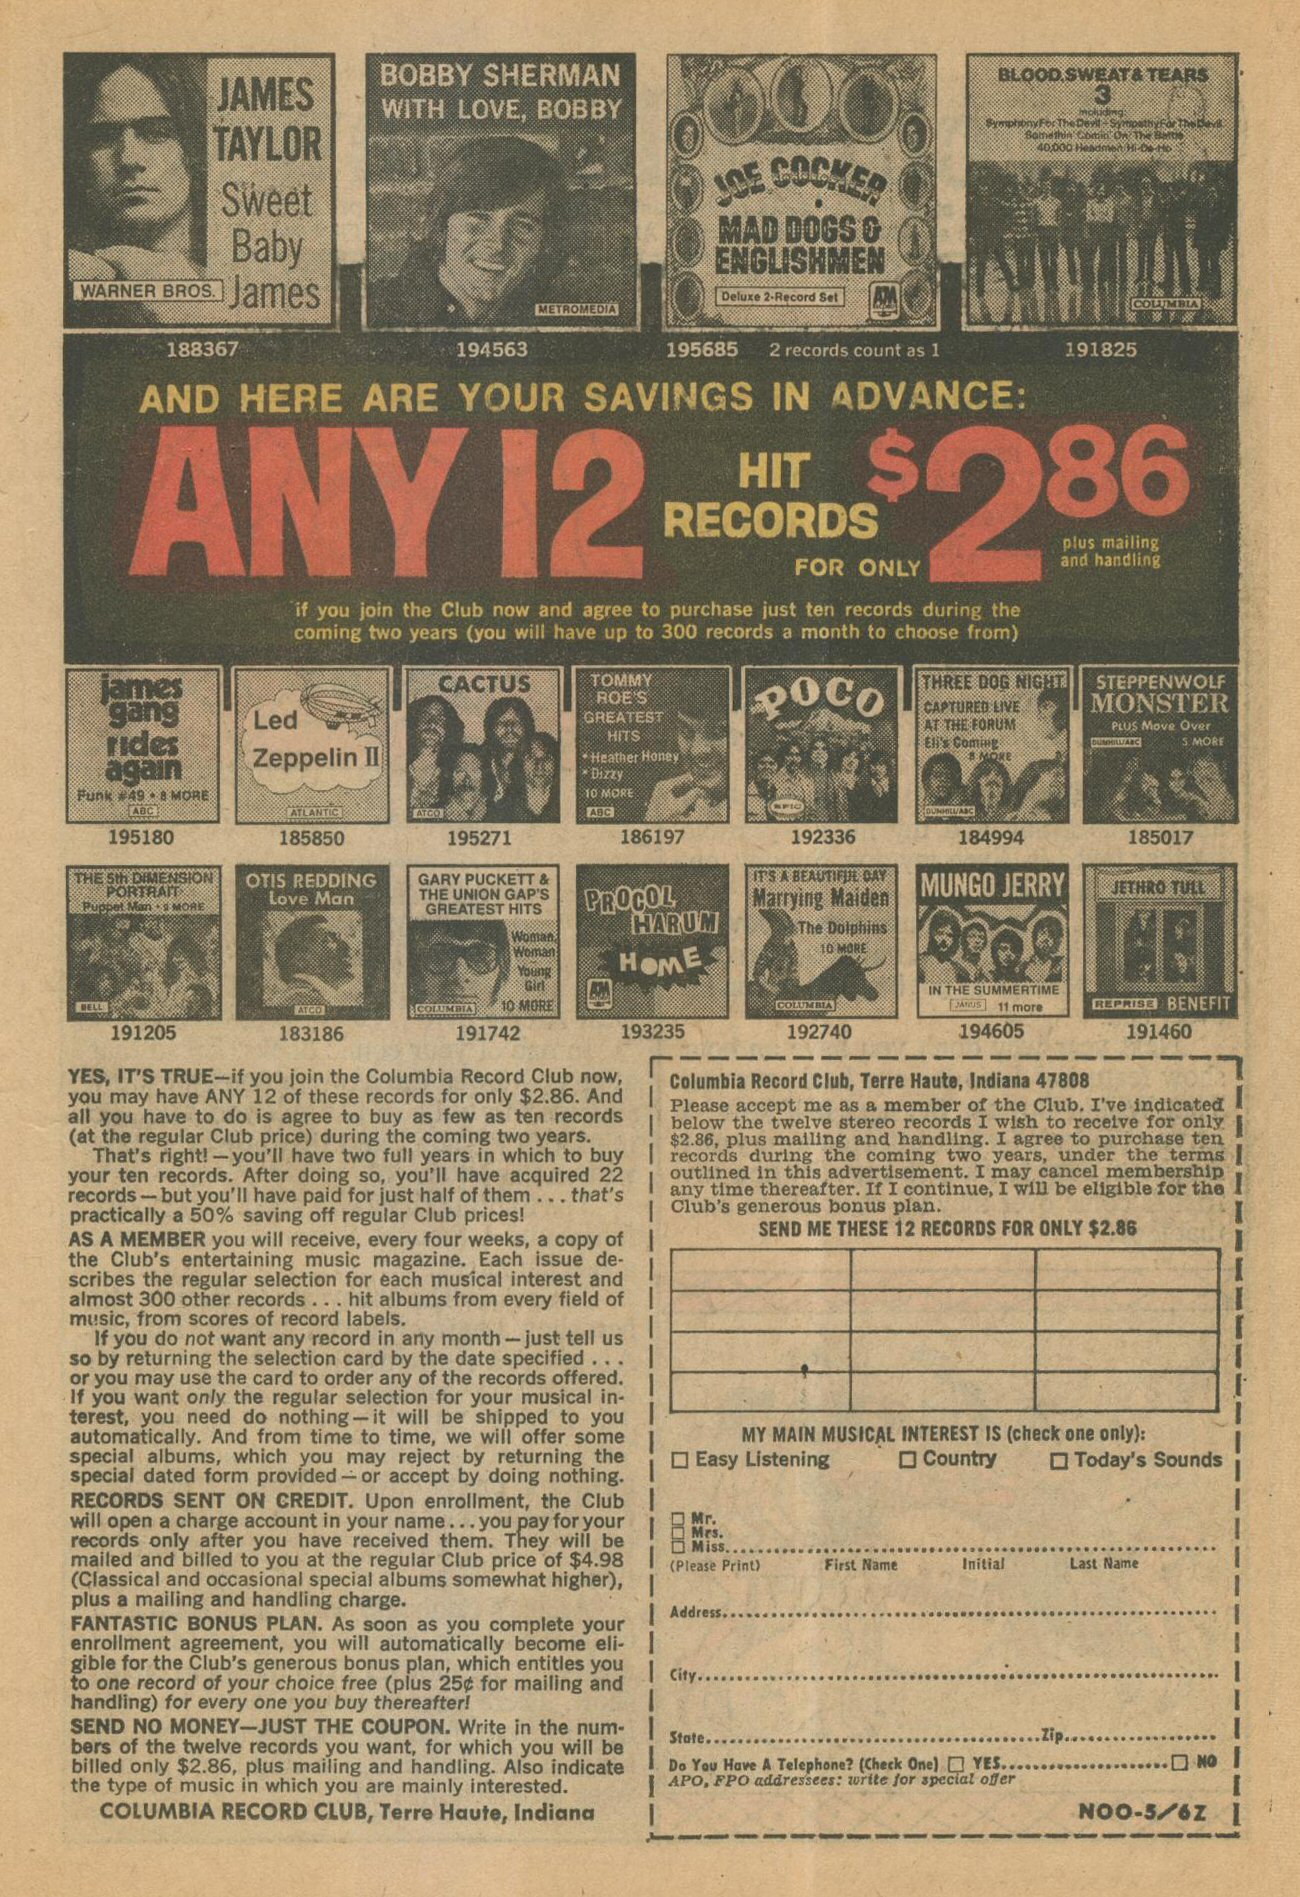 JAMES
TAYLOR
Sweet
Baby
James
WARNER BROS.
188367
BOBBY SHERMAN
WITH LOVE, BOBBY
METROMEDIA
194563
JOE COCKER
MAD DOGS &
ENGLISHMEN
Deluxe 2-Record Set
A&M
195685 2 records count as 1
BLOOD, SWEAT & TEARS
3
including
Symphony For The Devil - Sympathy For The Devil
Somethin' Comin' On The Battle
40,000 Headmen Hi-De-Ho
COLUMBIA
191825
AND HERE ARE YOUR SAVINGS IN ADVANCE:
ANY 12
HIT
RECORDS
FOR ONLY
$2 86
plus mailing
and handling
if you join the Club now and agree to purchase just ten records during the
coming two years (you will have up to 300 records a month to choose from)
james
gang
rides
again
Funk #49 • 8 MORE
ABC
195180
Led
Zeppelin II
ATLANTIC
185850
CACTUS
ATCO
195271
TOMMY
ROE'S
GREATEST
HITS
• Heather Honey
• Dizzy
10 MORE
ABC
186197
POCO
EPIC
192336
THREE DOG NIGHT
CAPTURED LIVE
AT THE FORUM
Eli's Coming
8 MORE
DUNHILL/ABC
184994
STEPPENWOLF
MONSTER
PLUS Move Over
DUNHILL/ABC 5 MORE
185017
THE 5th DIMENSION
PORTRAIT
Puppet Man • 9 MORE
BELL
191205
OTIS REDDING
Love Man
ATCO
183186
GARY PUCKETT &
THE UNION GAP'S
GREATEST HITS
Woman,
Woman
Young
Girl
COLUMBIA 10 MORE
191742
PROCOL
HARUM
HOME
A&M
193235
IT'S A BEAUTIFUL DAY
Marrying Maiden
The Dolphins
10 MORE
COLUMBIA
192740
MUNGO JERRY
IN THE SUMMERTIME
JANUS 11 more
194605
JETHRO TULL
REPRISE BENEFIT
191460
YES, IT'S TRUE—if you join the Columbia Record Club now,
you may have ANY 12 of these records for only $2.86. And
all you have to do is agree to buy as few as ten records
(at the regular Club price) during the coming two years.
That's right!—you'll have two full years in which to buy
your ten records. After doing so, you'll have acquired 22
records—but you'll have paid for just half of them . . . that's
practically a 50% saving off regular Club prices!
AS A MEMBER you will receive, every four weeks, a copy of
the Club's entertaining music magazine. Each issue de-
scribes the regular selection for each musical interest and
almost 300 other records . . . hit albums from every field of
music, from scores of record labels.
If you do not want any record in any month—just tell us
so by returning the selection card by the date specified . . .
or you may use the card to order any of the records offered.
If you want only the regular selection for your musical in-
terest, you need do nothing—it will be shipped to you
automatically. And from time to time, we will offer some
special albums, which you may reject by returning the
special dated form provided—or accept by doing nothing.
RECORDS SENT ON CREDIT. Upon enrollment, the Club
will open a charge account in your name . . . you pay for your
records only after you have received them. They will be
mailed and billed to you at the regular Club price of $4.98
(Classical and occasional special albums somewhat higher),
plus a mailing and handling charge.
FANTASTIC BONUS PLAN. As soon as you complete your
enrollment agreement, you will automatically become eli-
gible for the Club's generous bonus plan, which entitles you
to one record of your choice free (plus 25¢ for mailing and
handling) for every one you buy thereafter!
SEND NO MONEY—JUST THE COUPON. Write in the num-
bers of the twelve records you want, for which you will be
billed only $2.86, plus mailing and handling. Also indicate
the type of music in which you are mainly interested.
COLUMBIA RECORD CLUB, Terre Haute, Indiana
Columbia Record Club, Terre Haute, Indiana 47808
Please accept me as a member of the Club. I've indicated
below the twelve stereo records I wish to receive for only
$2.86, plus mailing and handling. I agree to purchase ten
records during the coming two years, under the terms
outlined in this advertisement. I may cancel membership
any time thereafter. If I continue, I will be eligible for the
Club's generous bonus plan.
SEND ME THESE 12 RECORDS FOR ONLY $2.86
MY MAIN MUSICAL INTEREST IS (check one only):
☐ Easy Listening ☐ Country ☐ Today's Sounds
☐ Mr.
☐ Mrs.
☐ Miss
(Please Print) First Name Initial Last Name
Address
City
State Zip
Do You Have A Telephone? (Check One) ☐ YES ☐ NO
APO, FPO addressees: write for special offer
NOO-5/6Z